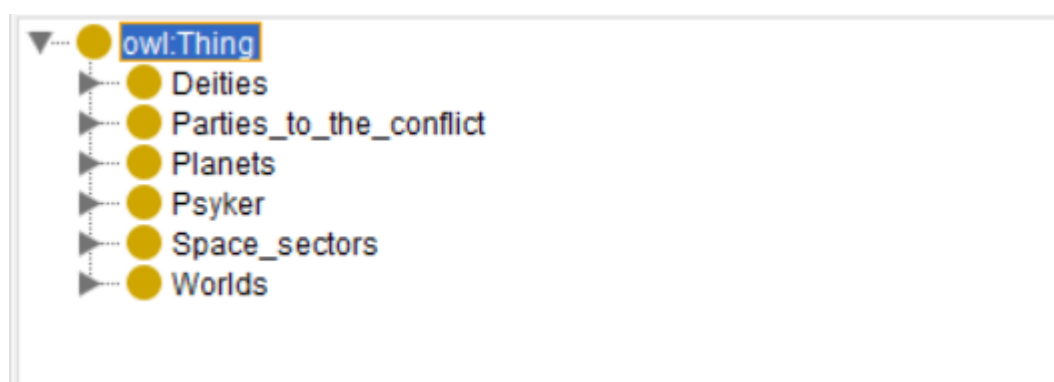 owl:Thing
Deities
Parties_to_the_conflict
Planets
Psyker
Space_sectors
Worlds